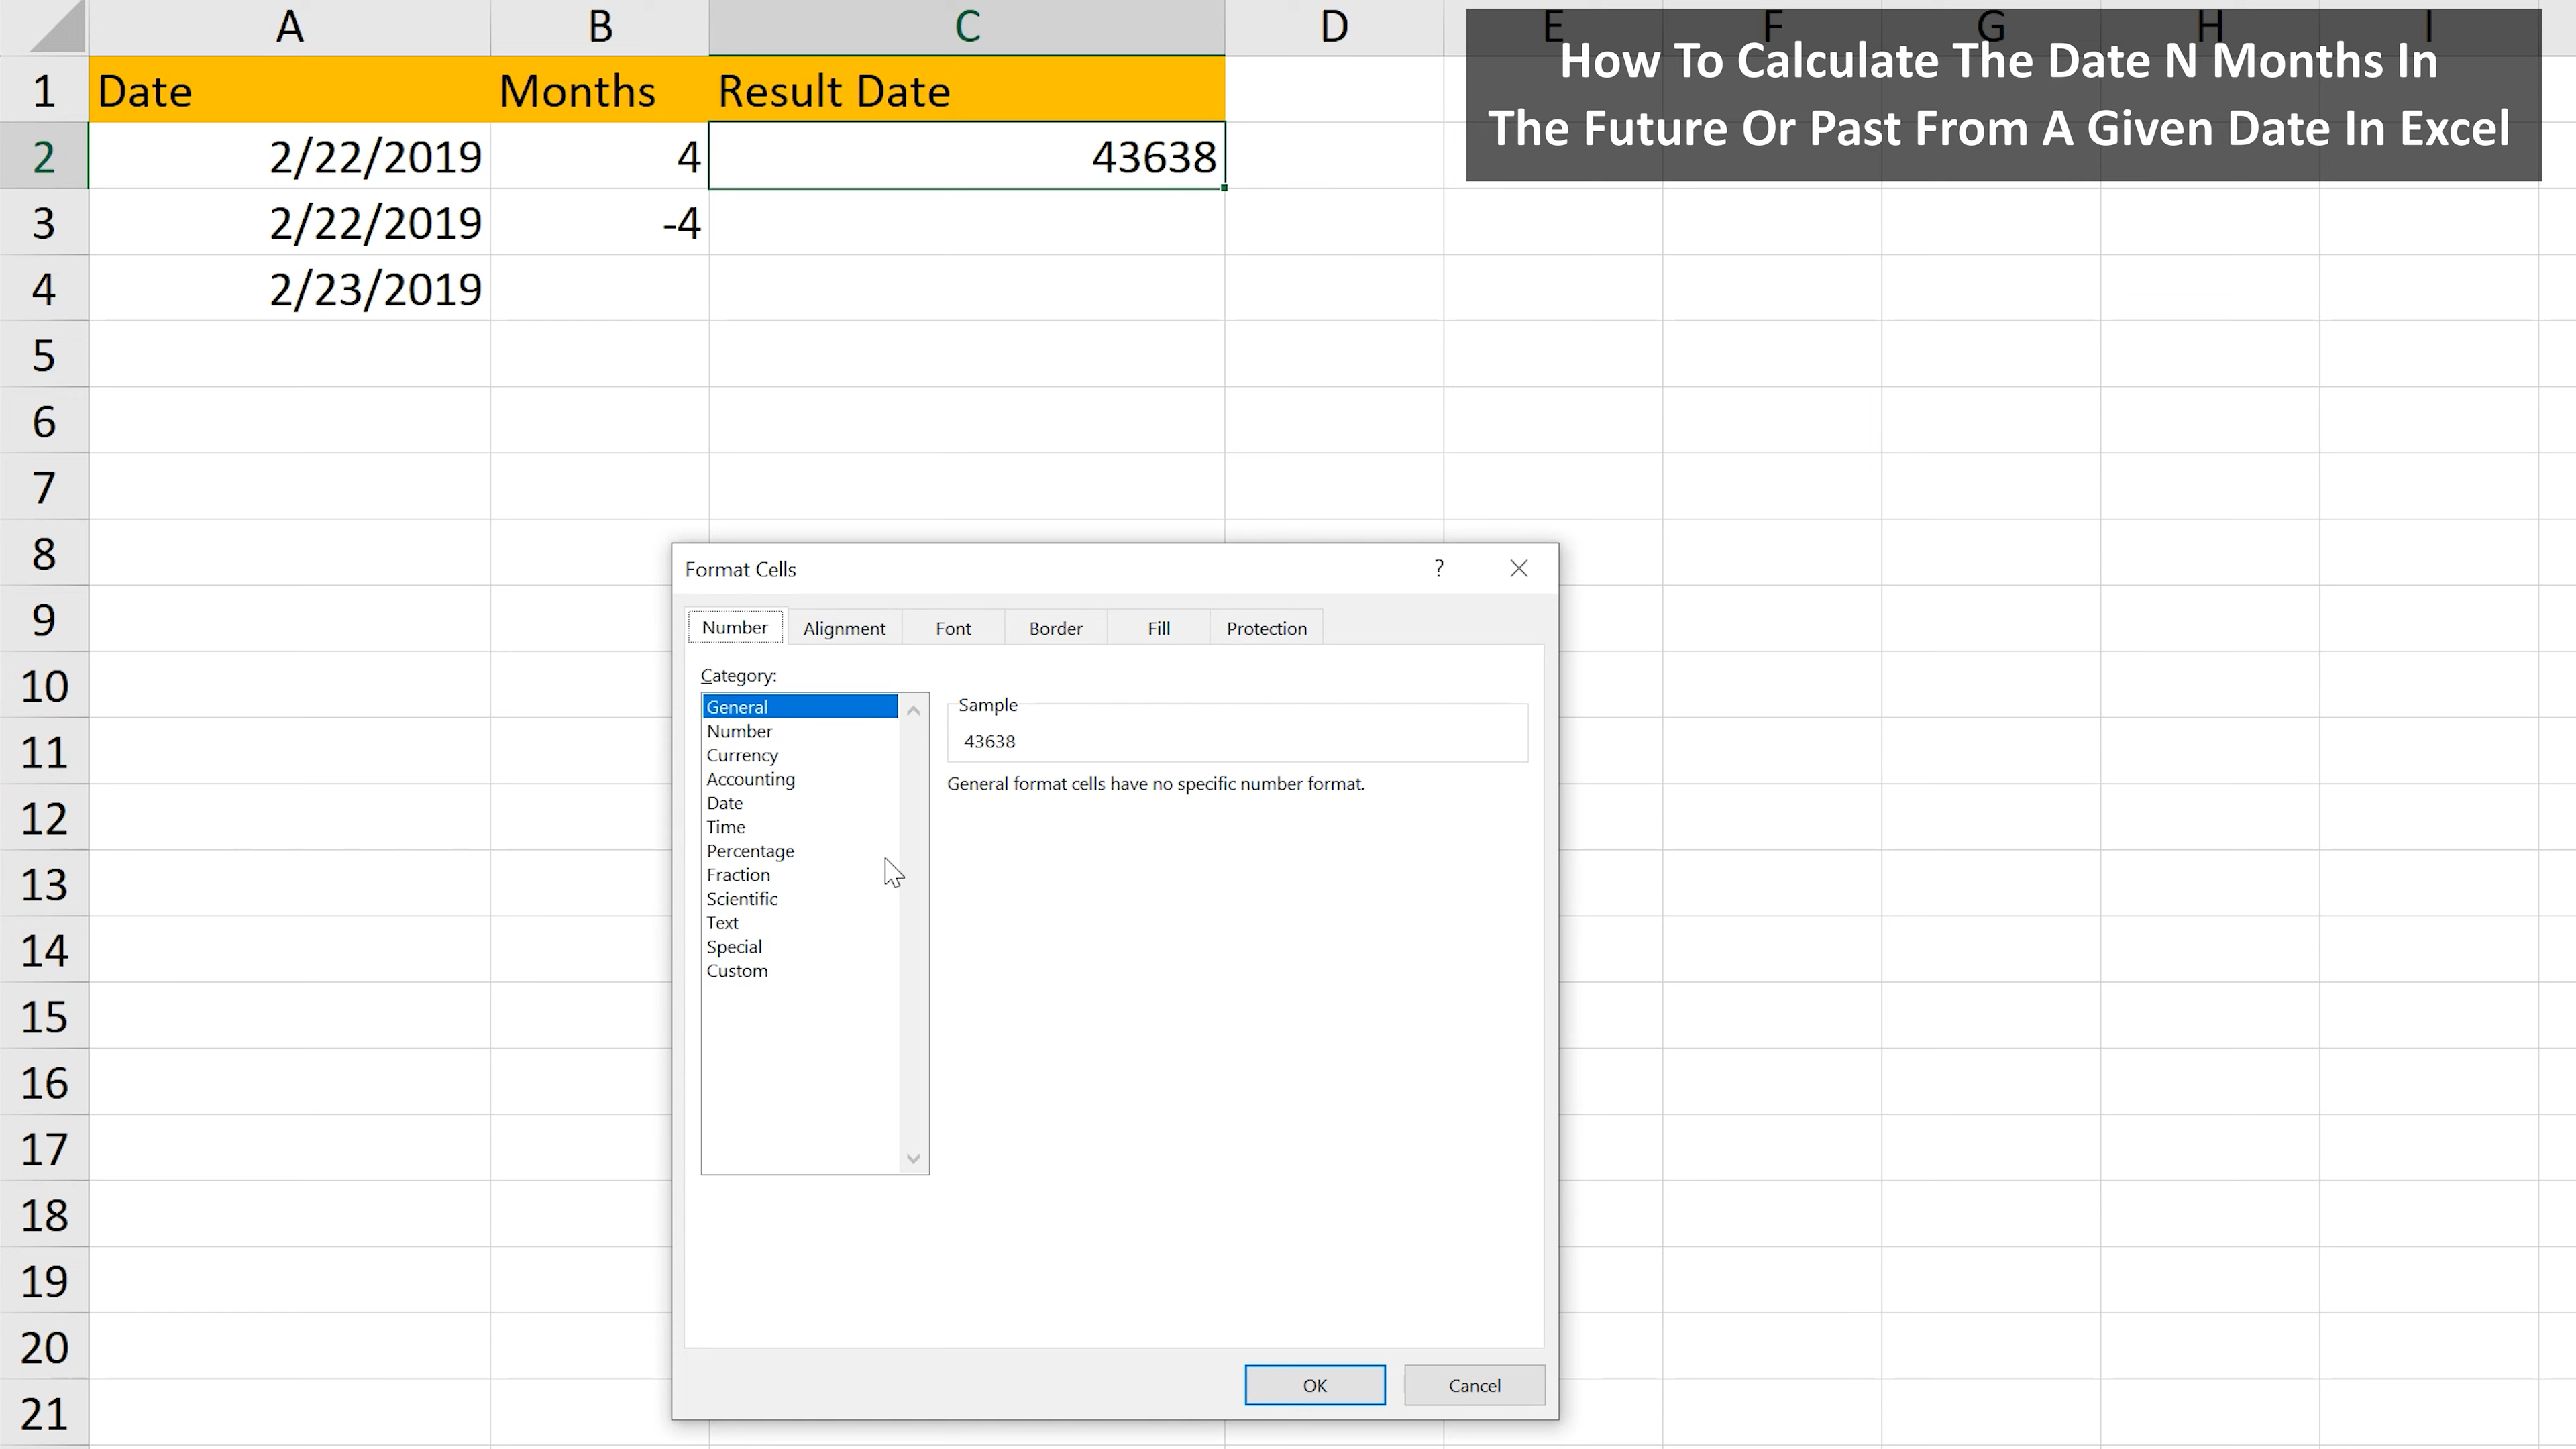 A B C D E F G H I
How To Calculate The Date N Months In
The Future Or Past From A Given Date In Excel
1 Date Months Result Date
2 2/22/2019 4 43638
3 2/22/2019 -4
4 2/23/2019
5
6
7
8
9
10
11
12
13
14
15
16
17
18
19
20
21
Format Cells ?
Number Alignment Font Border Fill Protection
Category:
General
Number
Currency
Accounting
Date
Time
Percentage
Fraction
Scientific
Text
Special
Custom
Sample
43638
General format cells have no specific number format.
OK Cancel